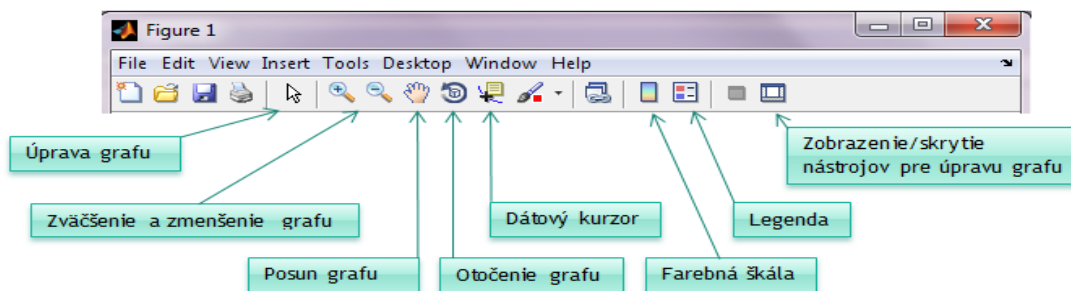 Figure 1
File Edit View Insert Tools Desktop Window Help
Úprava grafu
Zobrazenie/skrytie
nástrojov pre úpravu grafu
Zväčšenie a zmenšenie grafu
Dátový kurzor
Legenda
Posun grafu
Otočenie grafu
Farebná škála